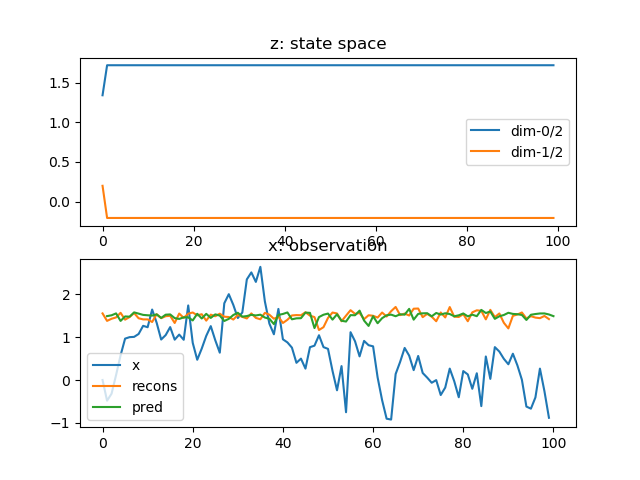 z: state space
1.5
1.0
0.5
0.0
dim-0/2
dim-1/2
0 20 40 60 80 100
x: observation
2
1
0
−1
x
recons
pred
0 20 40 60 80 100